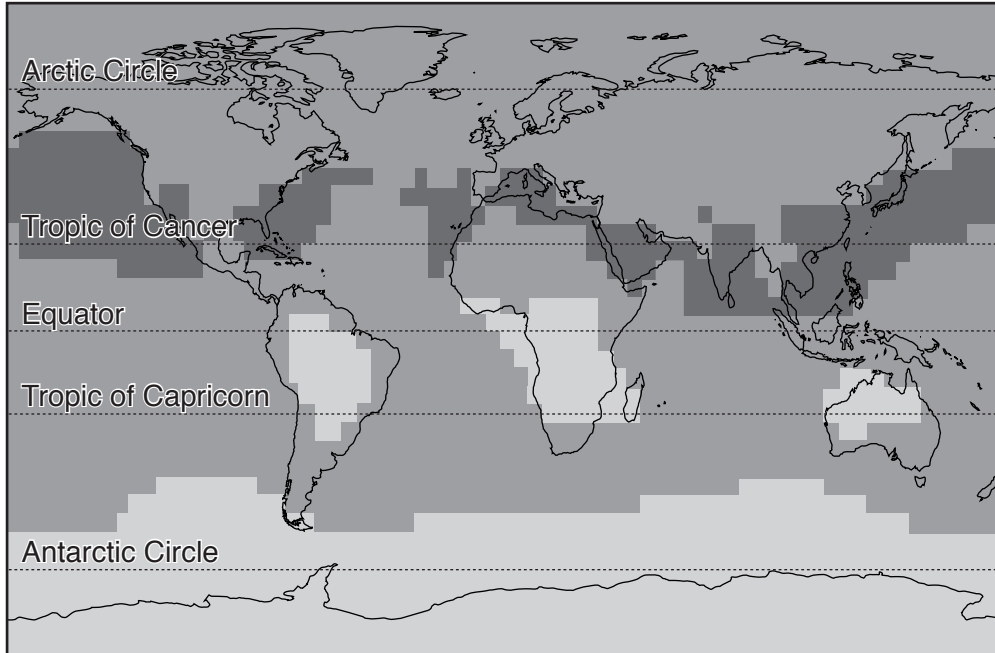 Arctic Circle
Tropic of Cancer
Equator
Tropic of Capricorn
Antarctic Circle